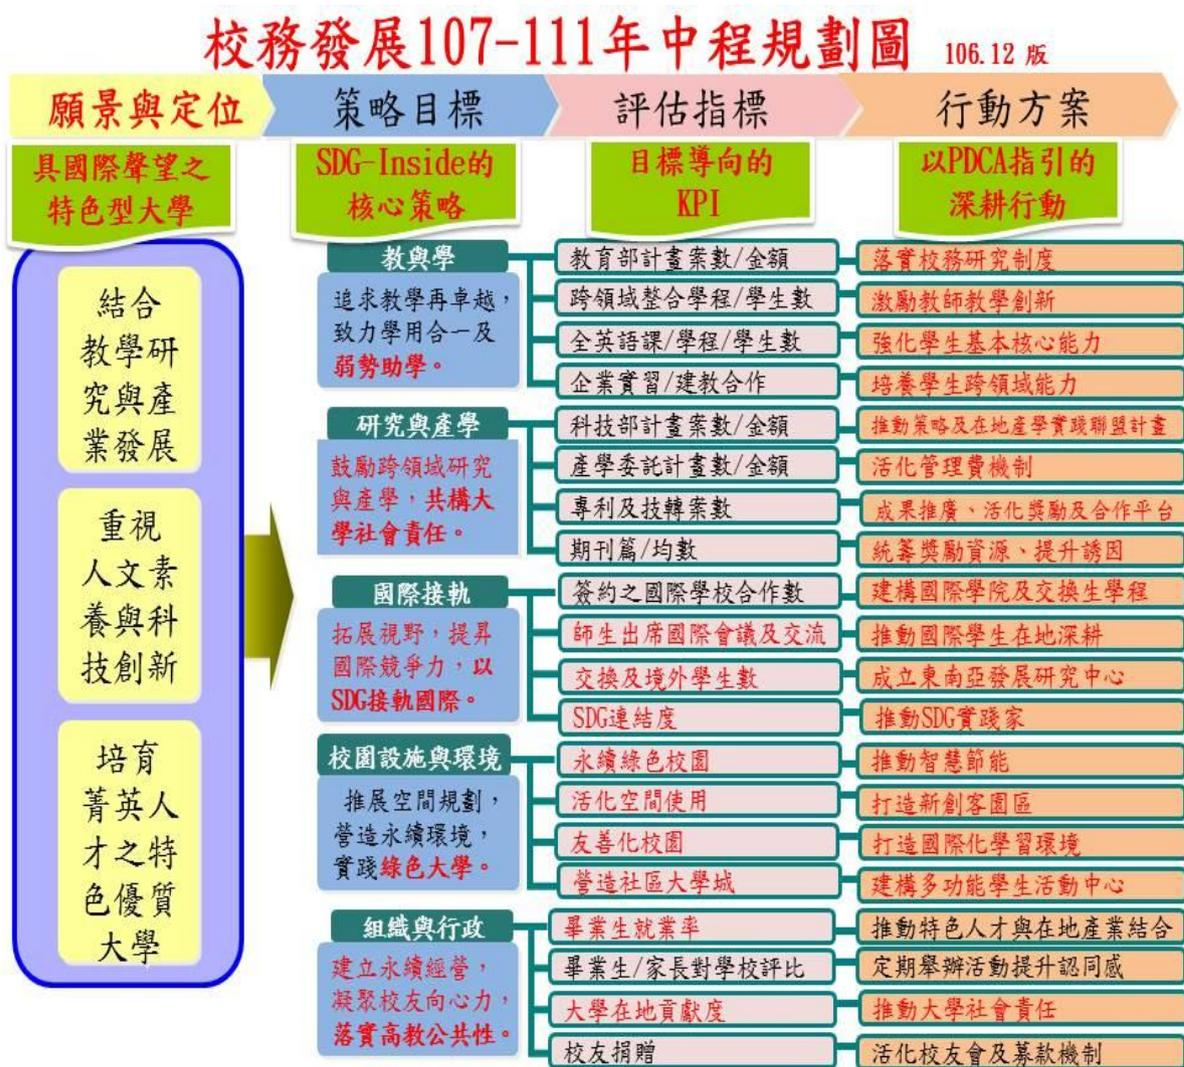 校務發展107-111年中程規劃圖 106.12 版
願景與定位
策略目標
評估指標
行動方案
具國際聲望之
特色型大學
SDG-Inside的
核心策略
目標導向的
KPI
以PDCA指引的
深耕行動
結合
教學研
究與產
業發展
重視
人文素
養與科
技創新
培育
菁英人
才之特
色優質
大學
教與學
追求教學再卓越,
致力學用合一及
弱勢助學。
教育部計畫案數/金額
落實校務研究制度
跨領域整合學程/學生數
激勵教師教學創新
全英語課/學程/學生數
強化學生基本核心能力
企業實習/建教合作
培養學生跨領域能力
研究與產學
鼓勵跨領域研究
與產學,共構大
學社會責任。
科技部計畫案數/金額
推動策略及在地產學實踐聯盟計畫
產學委託計畫數/金額
活化管理費機制
專利及技轉案數
成果推廣、活化獎勵及合作平台
期刊篇/均數
統籌獎勵資源、提升誘因
國際接軌
拓展視野,提昇
國際競爭力,以
SDG接軌國際。
簽約之國際學校合作數
建構國際學院及交換生學程
師生出席國際會議及交流
推動國際學生在地深耕
交換及境外學生數
成立東南亞發展研究中心
SDG連結度
推動SDG實踐家
校園設施與環境
推展空間規劃,
營造永續環境,
實踐綠色大學。
永續綠色校園
推動智慧節能
活化空間使用
打造新創客園區
友善化校園
打造國際化學習環境
營造社區大學城
建構多功能學生活動中心
組織與行政
建立永續經營,
凝聚校友向心力,
落實高教公共性。
畢業生就業率
推動特色人才與在地產業結合
畢業生/家長對學校評比
定期舉辦活動提升認同感
大學在地貢獻度
推動大學社會責任
校友捐贈
活化校友會及募款機制